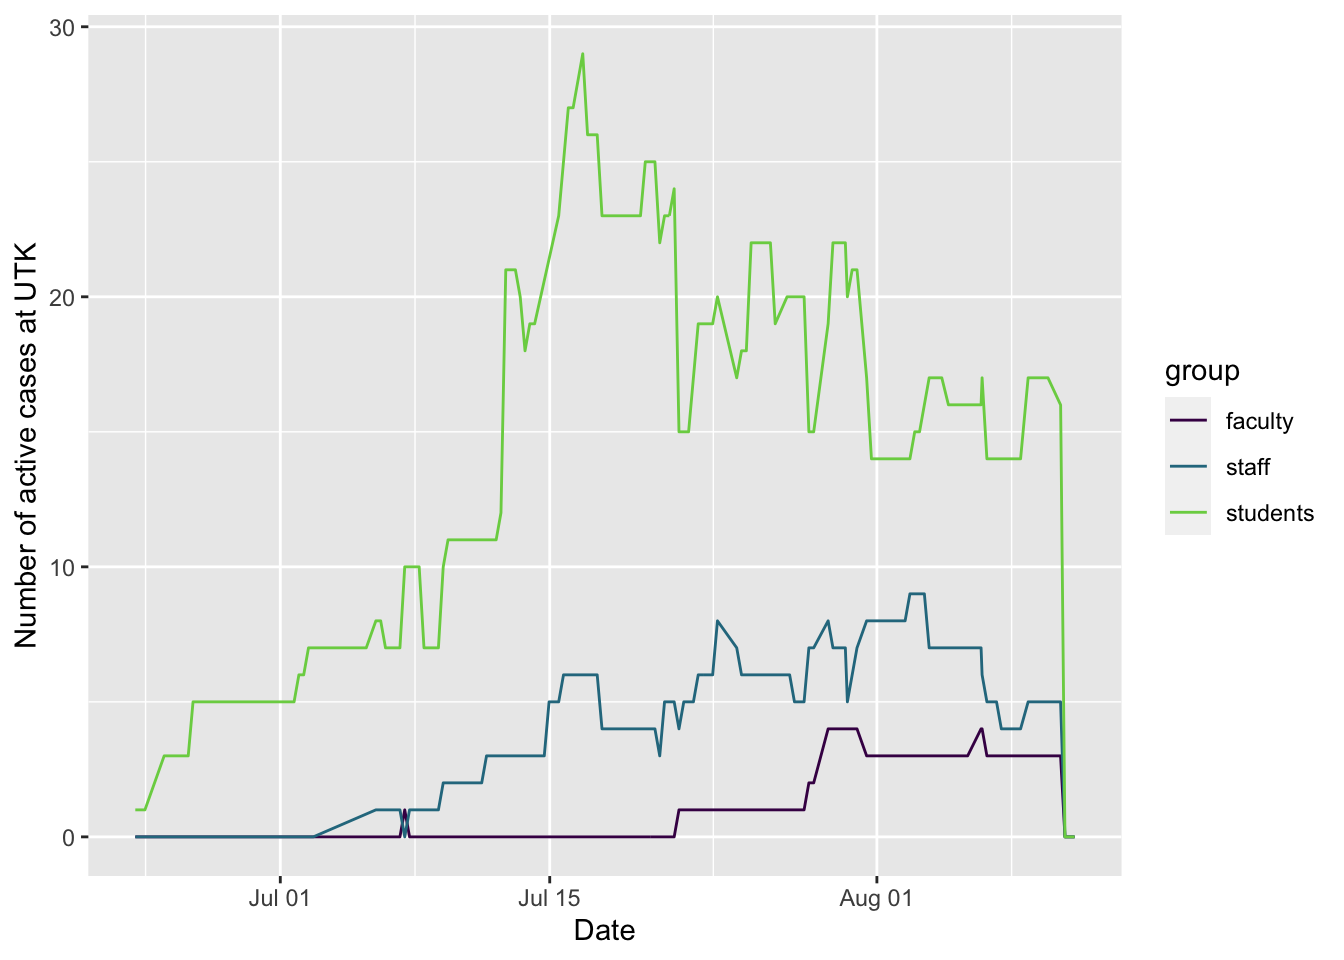 Number of active cases at UTK
30
20
10
0
Jul 01
Jul 15
Aug 01
Date
group
faculty
staff
students